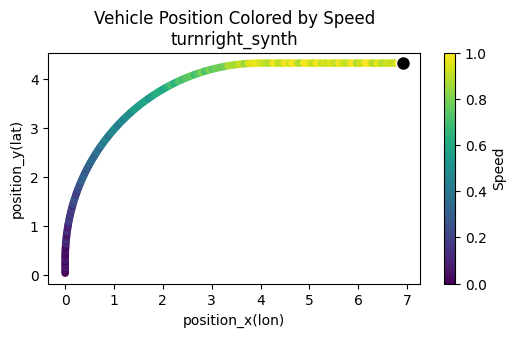 Vehicle Position Colored by Speed
turnright_synth
position_y(lat)
4
3
2
1
0
0 1 2 3 4 5 6 7
position_x(lon)
1.0
0.8
0.6
0.4
0.2
0.0
Speed